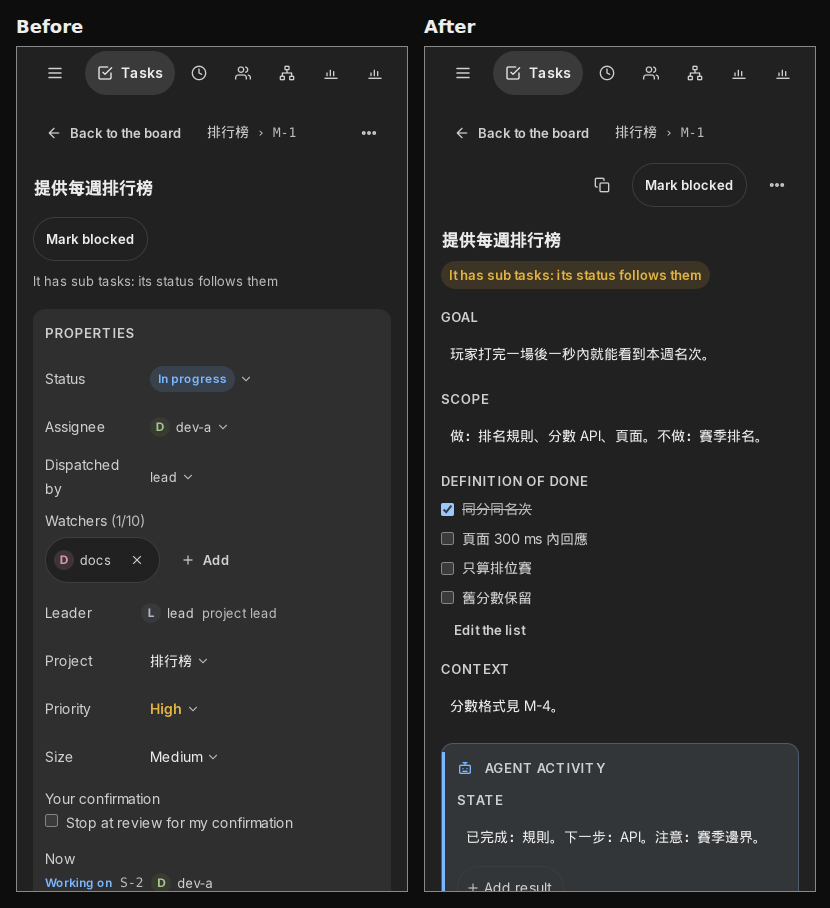 Before
Tasks
Back to the board
排行榜 › M-1
提供每週排行榜
Mark blocked
It has sub tasks: its status follows them
PROPERTIES
Status
In progress
Assignee
D dev-a
Dispatched by
lead
Watchers (1/10)
D docs
Add
Leader
L lead project lead
Project
排行榜
Priority
High
Size
Medium
Your confirmation
Stop at review for my confirmation
Now
Working on S-2 D dev-a
After
Tasks
Back to the board
排行榜 › M-1
Mark blocked
提供每週排行榜
It has sub tasks: its status follows them
GOAL
玩家打完一場後一秒內就能看到本週名次。
SCOPE
做：排名規則、分數 API、頁面。不做：賽季排名。
DEFINITION OF DONE
同分同名次
頁面 300 ms 內回應
只算排位賽
舊分數保留
Edit the list
CONTEXT
分數格式見 M-4。
AGENT ACTIVITY
STATE
已完成：規則。下一步：API。注意：賽季邊界。
+ Add result